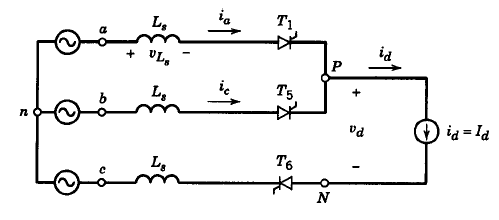 a
L_s
i_a
T_1
+ v_{L_s} −
P
i_d
n
b
L_s
i_c
T_5
+
v_d
−
i_d = I_d
c
L_s
T_6
N